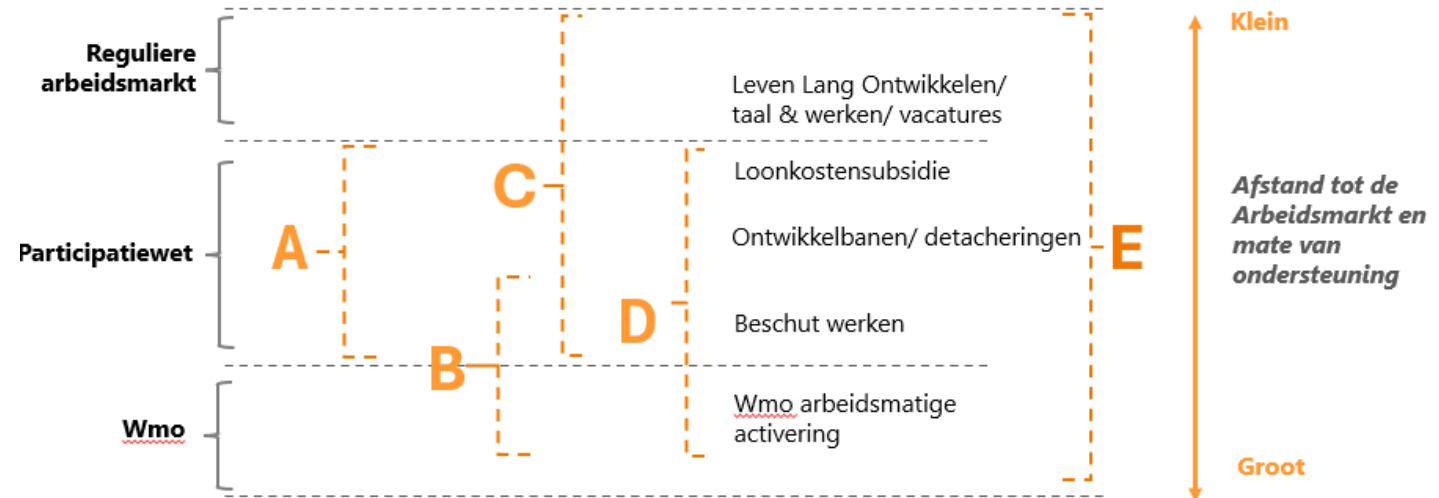 Klein
Reguliere
arbeidsmarkt
Leven Lang Ontwikkelen/
taal & werken/ vacatures
C
Loonkostensubsidie
Afstand tot de
Arbeidsmarkt en
mate van
ondersteuning
Participatiewet
A
Ontwikkelbanen/ detacheringen
E
D
Beschut werken
B
Wmo
Wmo arbeidsmatige
activering
Groot